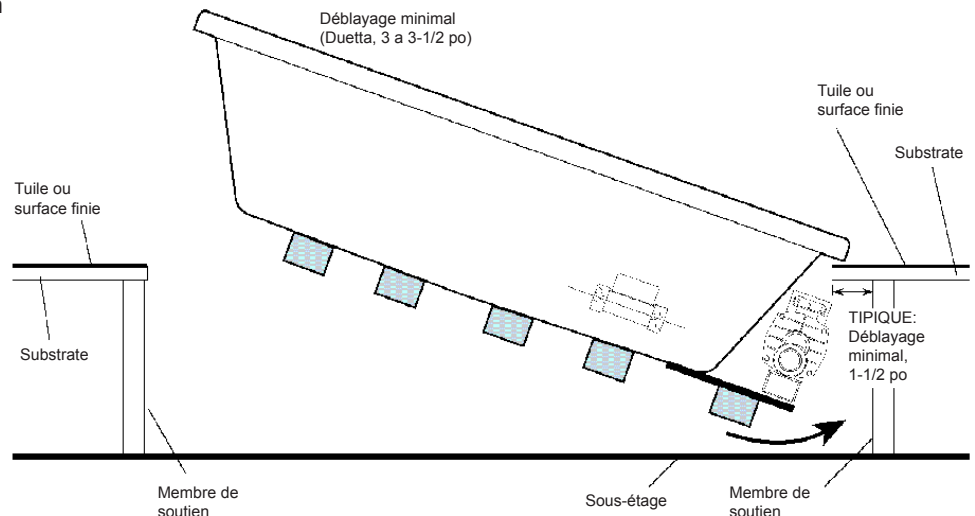 Déblayage minimal
(Duetta, 3 a 3-1/2 po)
Tuile ou
surface finie
Substrate
Tuile ou
surface finie
TIPIQUE:
Déblayage
minimal,
1-1/2 po
Substrate
Membre de
soutien
Sous-étage
Membre de
soutien